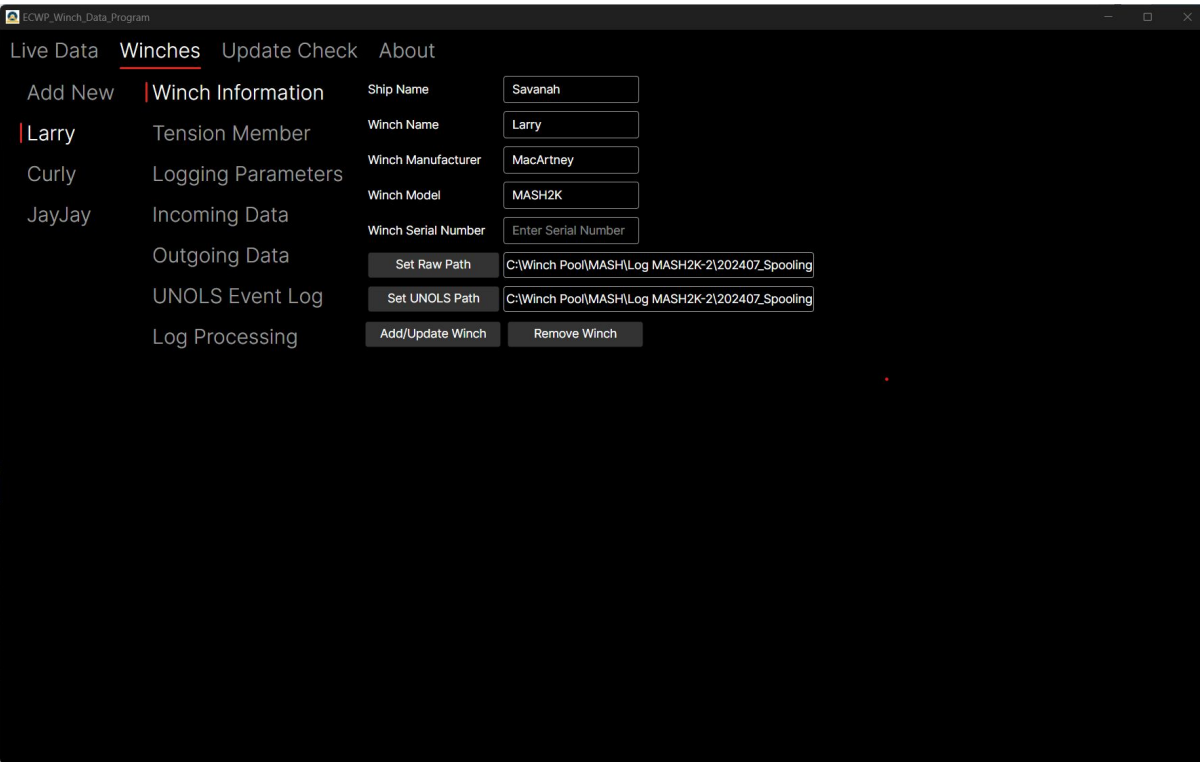 ECWP_Winch_Data_Program
Live Data Winches Update Check About
Add New
Larry
Curly
JayJay
Winch Information
Tension Member
Logging Parameters
Incoming Data
Outgoing Data
UNOLS Event Log
Log Processing
Ship Name Savanah
Winch Name Larry
Winch Manufacturer MacArtney
Winch Model MASH2K
Winch Serial Number Enter Serial Number
Set Raw Path C:\Winch Pool\MASH\Log MASH2K-2\202407_Spooling
Set UNOLS Path C:\Winch Pool\MASH\Log MASH2K-2\202407_Spooling
Add/Update Winch Remove Winch